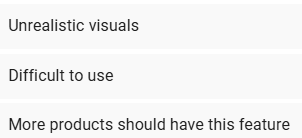 Unrealistic visuals
Difficult to use
More products should have this feature